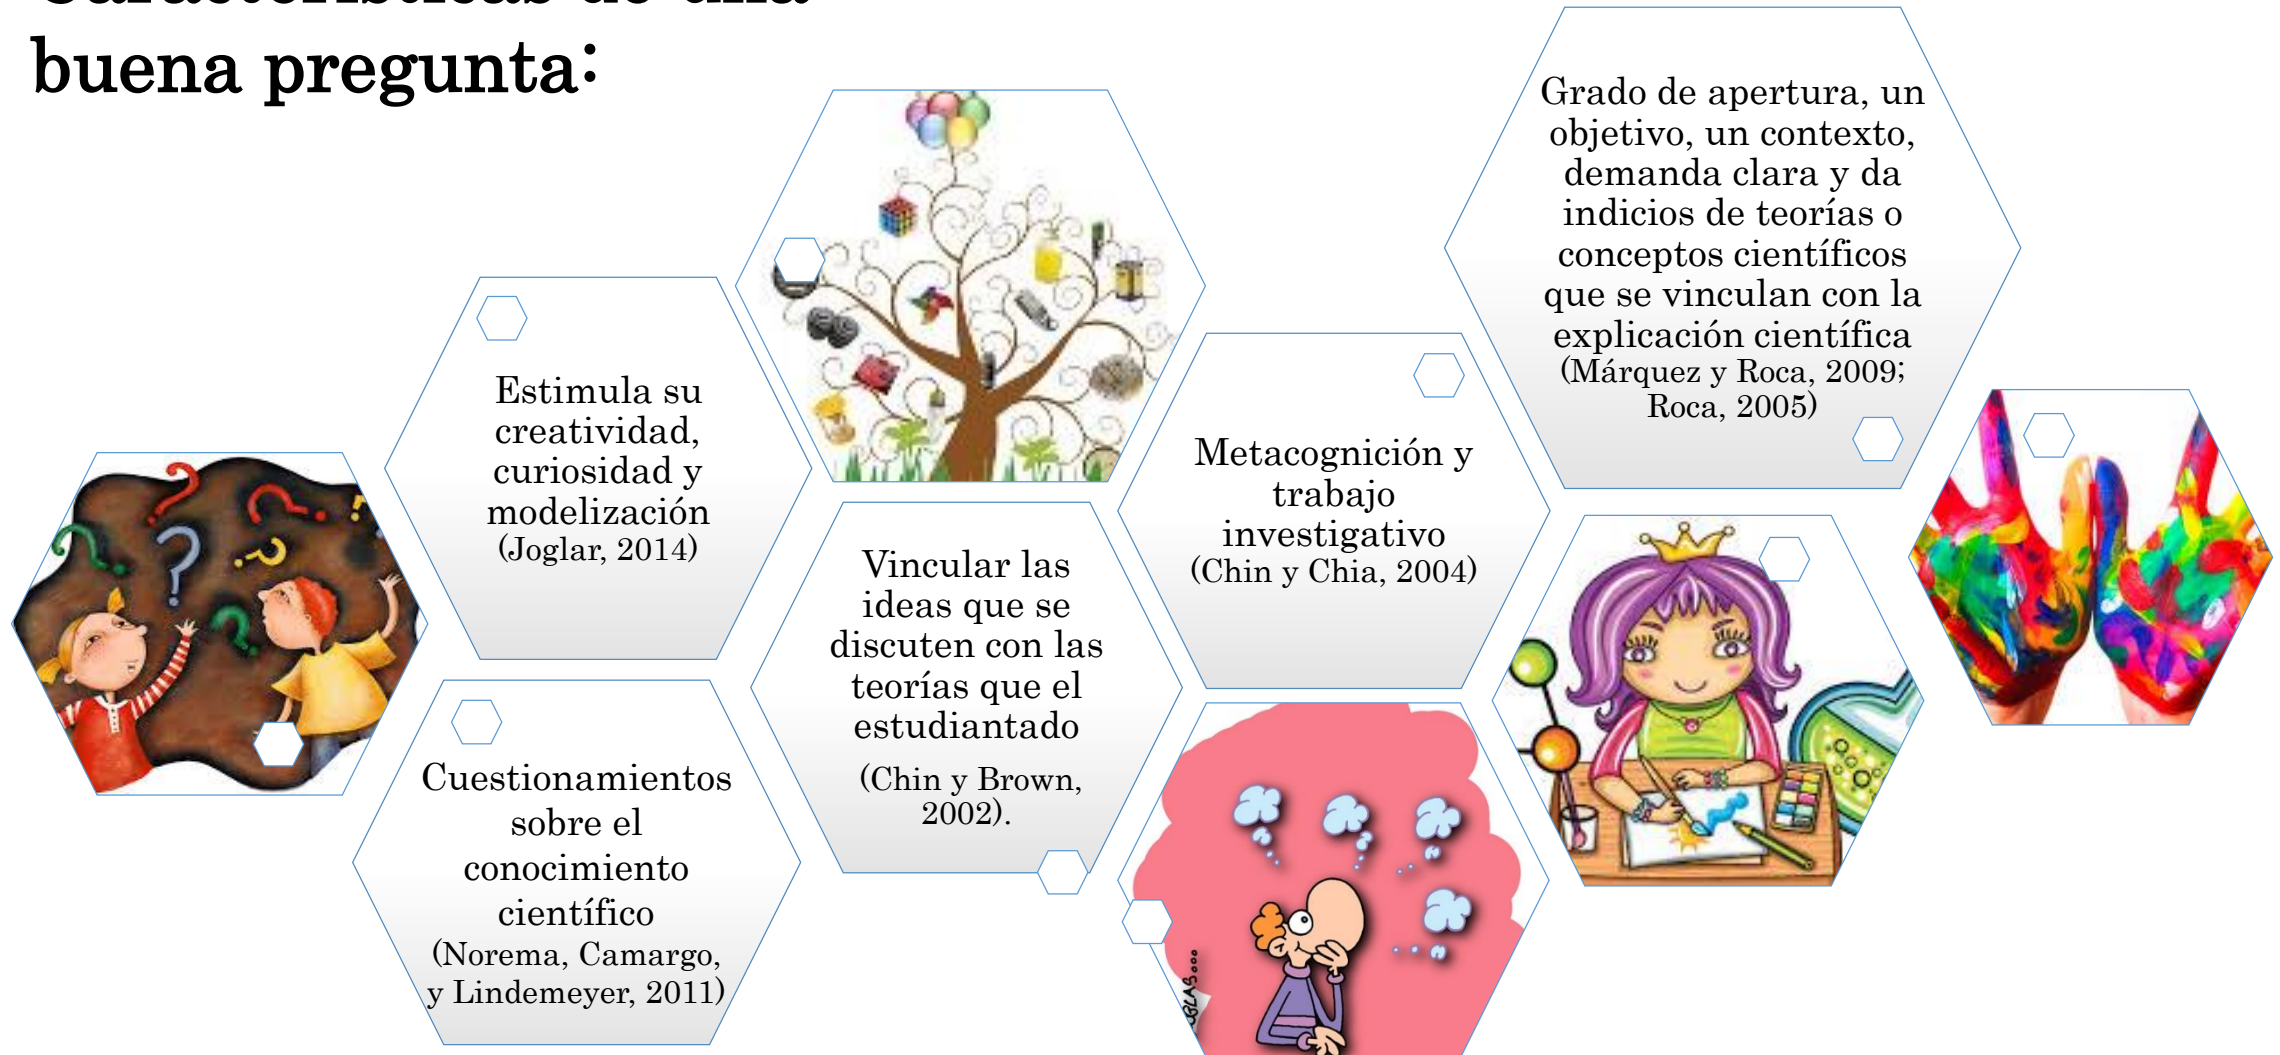 buena pregunta:
Estimula su
creatividad,
curiosidad y
modelización
(Joglar, 2014)
Cuestionamientos
sobre el
conocimiento
científico
(Norema, Camargo,
y Lindemeyer, 2011)
Vincular las
ideas que se
discuten con las
teorías que el
estudiantado
(Chin y Brown,
2002).
Metacognición y
trabajo
investigativo
(Chin y Chia, 2004)
Grado de apertura, un
objetivo, un contexto,
demanda clara y da
indicios de teorías o
conceptos científicos
que se vinculan con la
explicación científica
(Márquez y Roca, 2009;
Roca, 2005)